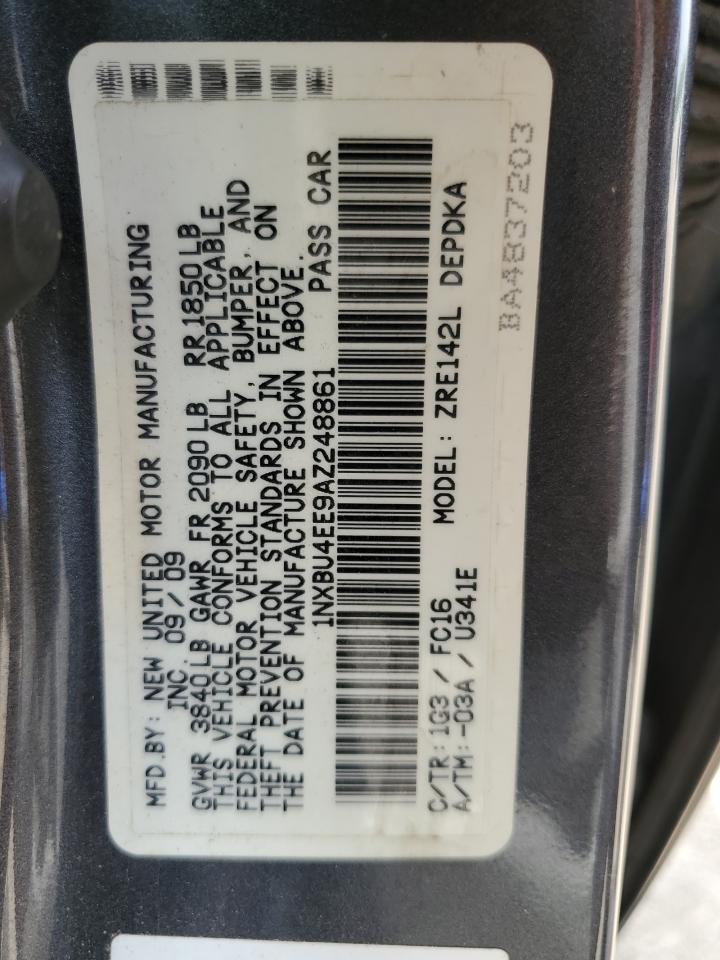 MFD.BY: NEW UNITED MOTOR MANUFACTURING
INC. 09/09
GVWR 3840LB GAWR FR 2090LB RR 1850LB
THIS VEHICLE CONFORMS TO ALL APPLICABLE
FEDERAL MOTOR VEHICLE SAFETY, BUMPER, AND
THEFT PREVENTION STANDARDS IN EFFECT ON
THE DATE OF MANUFACTURE SHOWN ABOVE.
1NXBU4EE9AZ248861 PASS CAR
C/TR:1G3 / FC16 MODEL: ZRE142L DEPDKA
A/TM:-03A / U341E
BA4837203